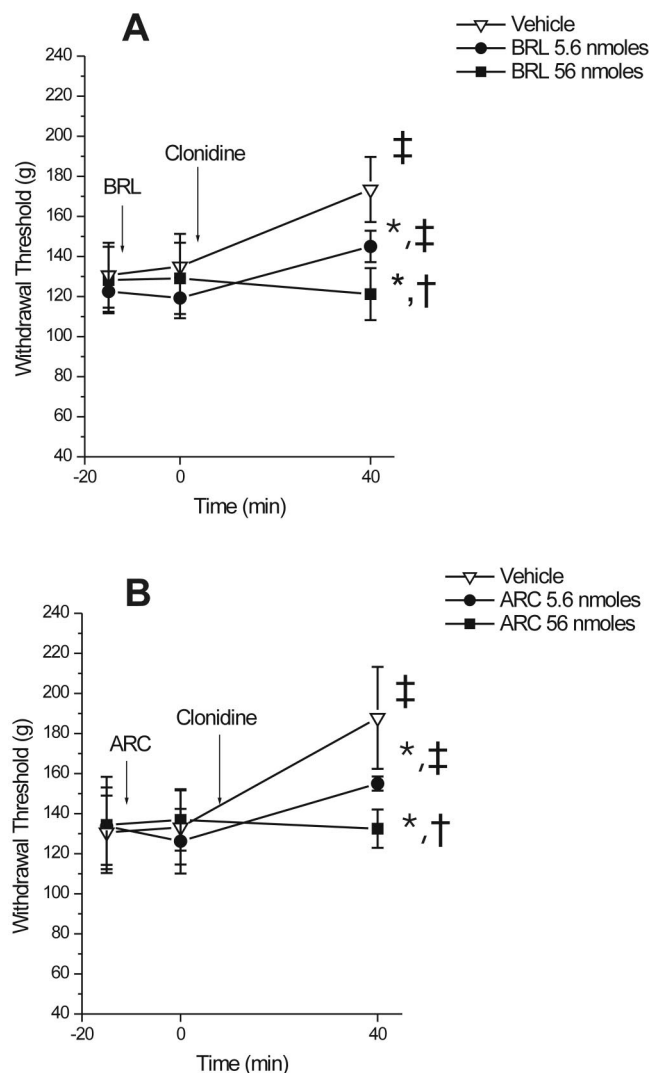 A
Vehicle
BRL 5.6 nmoles
BRL 56 nmoles
240
220
200
180
160
140
120
100
80
60
40
Withdrawal Threshold (g)
BRL
Clonidine
‡
*,‡
*,†
-20
0
40
Time (min)
B
Vehicle
ARC 5.6 nmoles
ARC 56 nmoles
240
220
200
180
160
140
120
100
80
60
40
Withdrawal Threshold (g)
ARC
Clonidine
‡
*,‡
*,†
-20
0
40
Time (min)